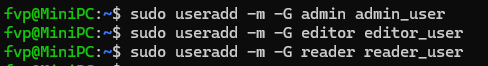 fvp@MiniPC:~$ sudo useradd -m -G admin admin_user
fvp@MiniPC:~$ sudo useradd -m -G editor editor_user
fvp@MiniPC:~$ sudo useradd -m -G reader reader_user